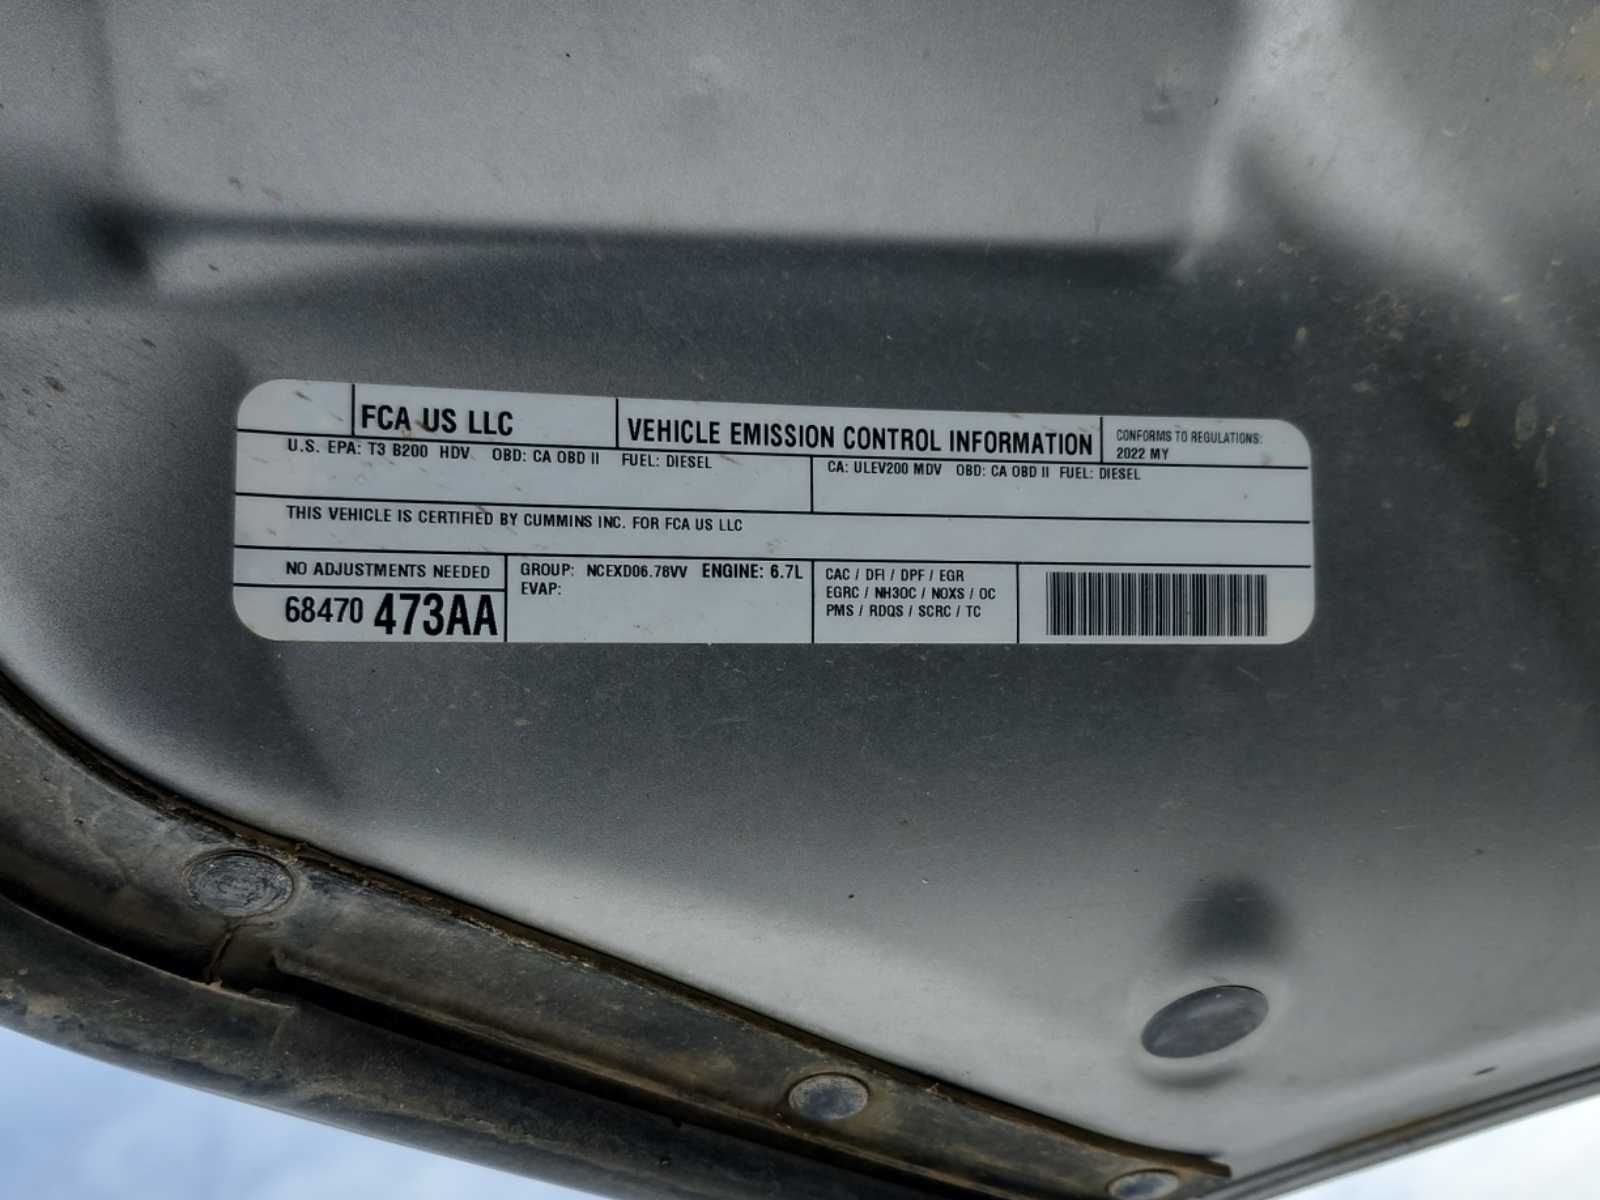 FCA US LLC
VEHICLE EMISSION CONTROL INFORMATION
CONFORMS TO REGULATIONS:
2022 MY
U.S. EPA: T3 B200 HDV OBD: CA OBD II FUEL: DIESEL
CA: ULEV200 MDV OBD: CA OBD II FUEL: DIESEL
THIS VEHICLE IS CERTIFIED BY CUMMINS INC. FOR FCA US LLC
NO ADJUSTMENTS NEEDED
68470 473AA
GROUP: NCEXD06.78VV ENGINE: 6.7L
EVAP:
CAC / DFI / DPF / EGR
EGRC / NH3OC / NOXS / OC
PMS / RDQS / SCRC / TC